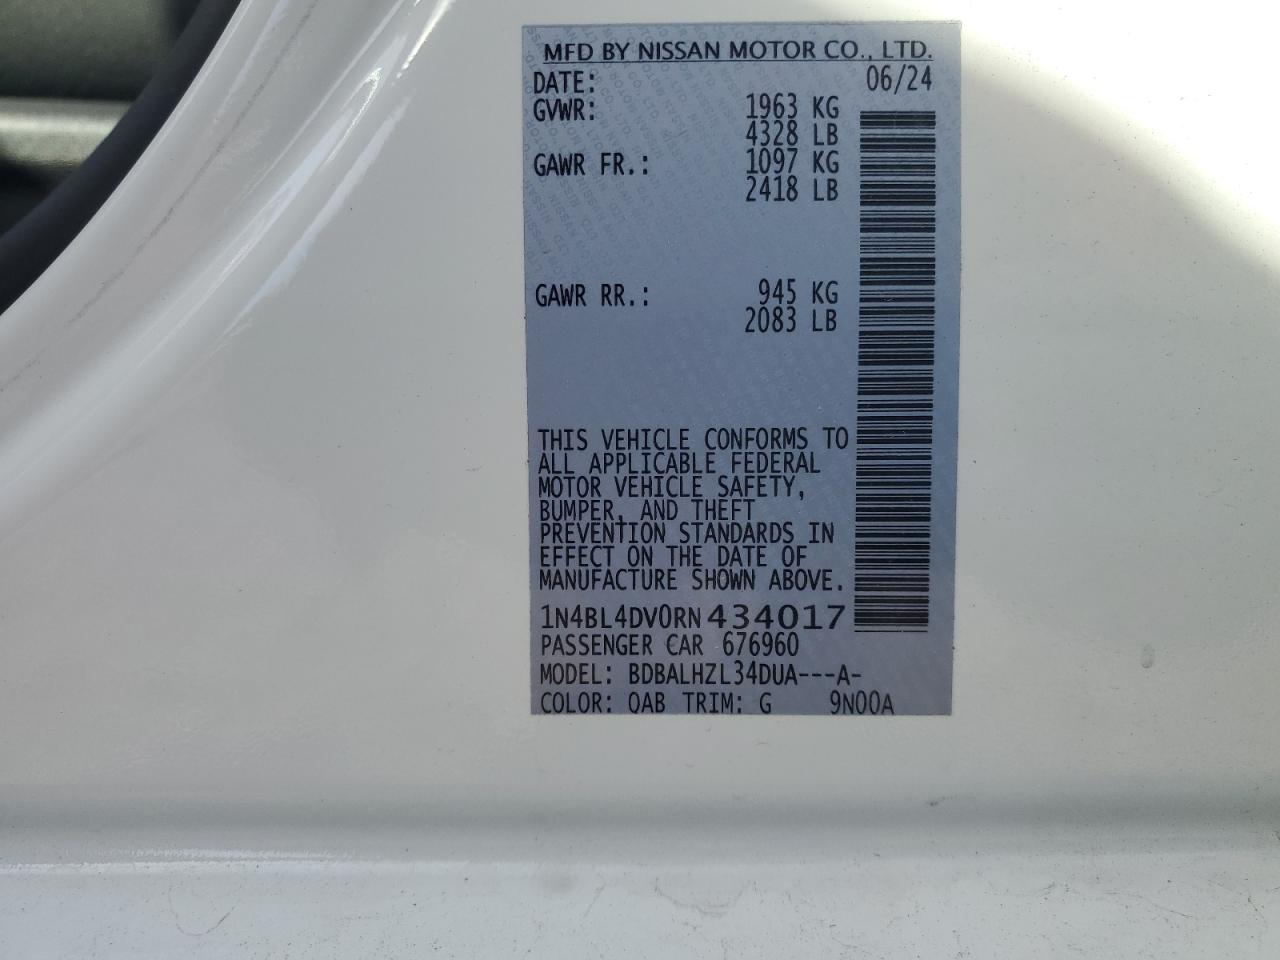 MFD BY NISSAN MOTOR CO., LTD.
DATE: 06/24
GVWR: 1963 KG
4328 LB
GAWR FR.: 1097 KG
2418 LB
GAWR RR.: 945 KG
2083 LB
THIS VEHICLE CONFORMS TO
ALL APPLICABLE FEDERAL
MOTOR VEHICLE SAFETY,
BUMPER, AND THEFT
PREVENTION STANDARDS IN
EFFECT ON THE DATE OF
MANUFACTURE SHOWN ABOVE.
1N4BL4DV0RN434017
PASSENGER CAR 676960
MODEL: BDBALHZL34DUA---A-
COLOR: QAB TRIM: G 9N00A